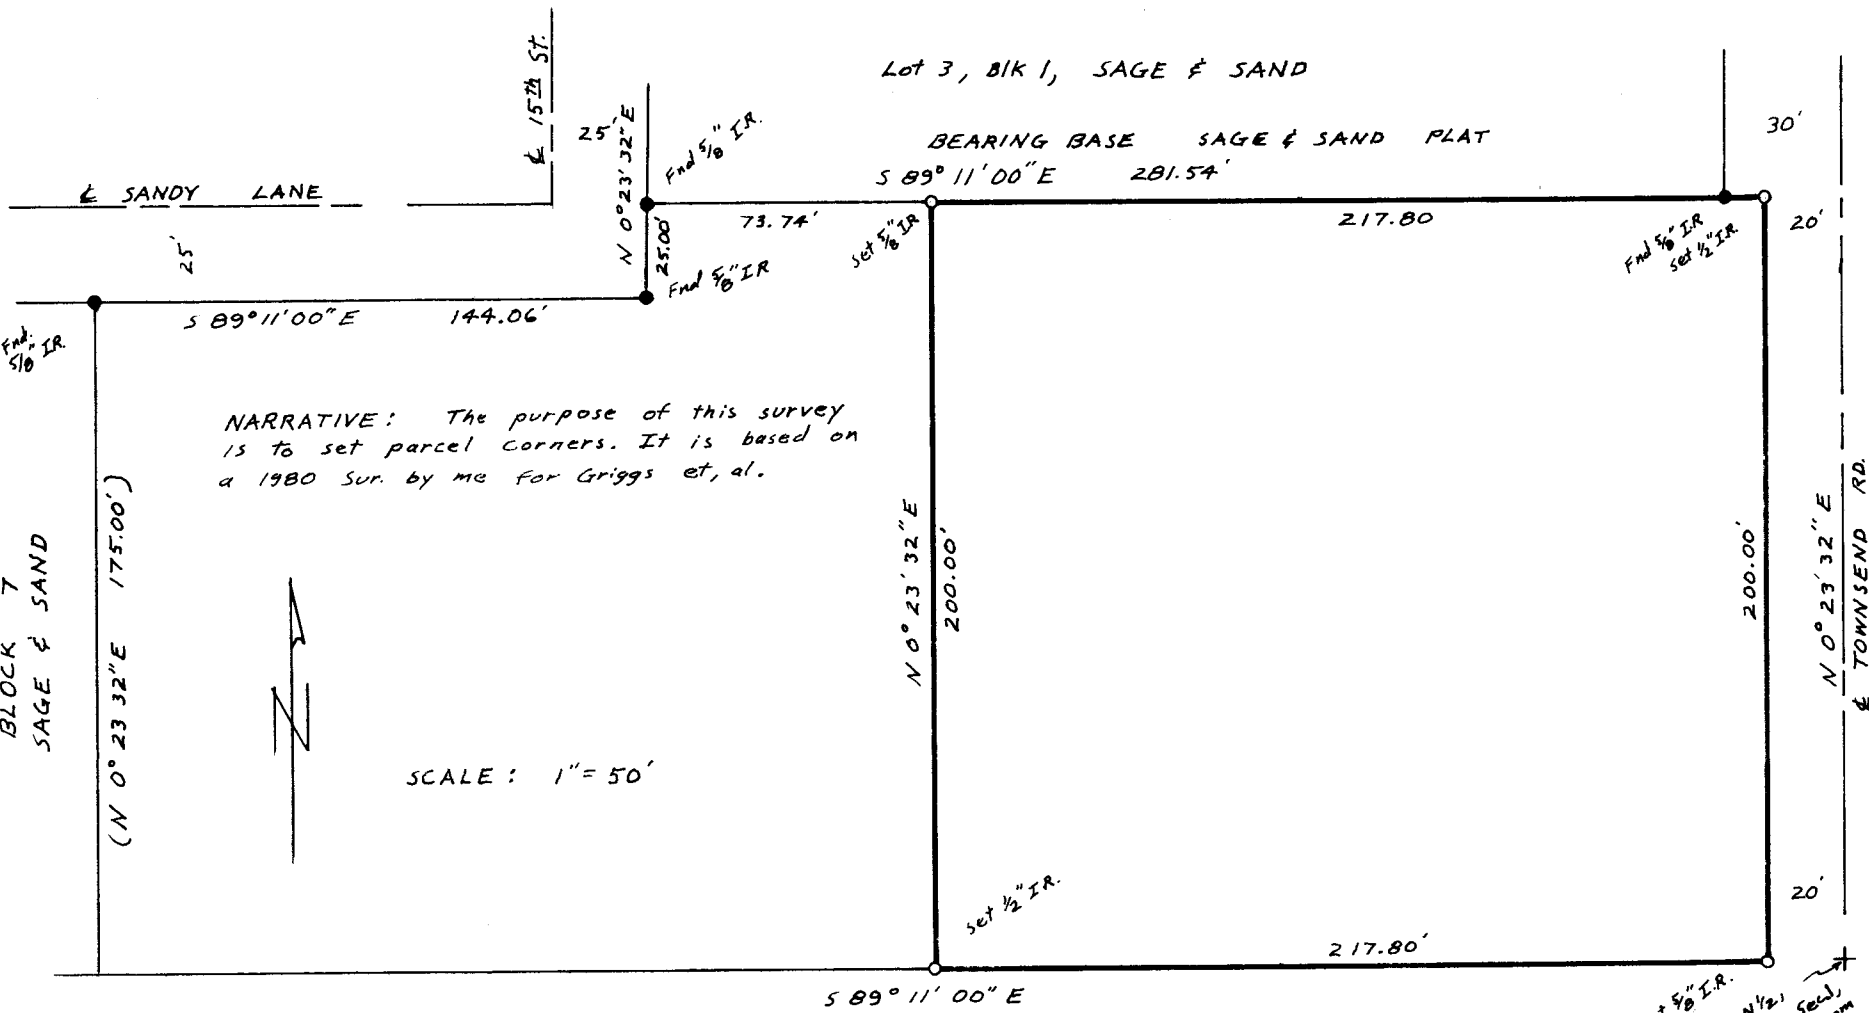 ℄ 15th St.
Lot 3, Blk 1, SAGE & SAND
30'
25'
N 0° 23' 32" E
Fnd 5/8" I.R.
BEARING BASE SAGE & SAND PLAT
S 89° 11' 00" E 281.54'
℄ SANDY LANE
25'
73.74'
217.80
20'
25.00'
Set 5/8" IR
Fnd 5/8" I.R
Set 1/2" I.R.
Fnd 5/8" IR
S 89° 11' 00" E 144.06'
Fnd.
5/8" I.R.
NARRATIVE: The purpose of this survey
is to set parcel corners. It is based on
a 1980 Sur. by me for Griggs et, al.
BLOCK 7
SAGE & SAND
(N 0° 23 32" E 175.00')
N
SCALE: 1" = 50'
N 0° 23' 32" E
200.00'
200.00'
N 0° 23' 32" E
℄ TOWNSEND RD.
Set 1/2" I.R.
20'
217.80'
S 89° 11' 00" E
5/8" I.R.
N 1/2,